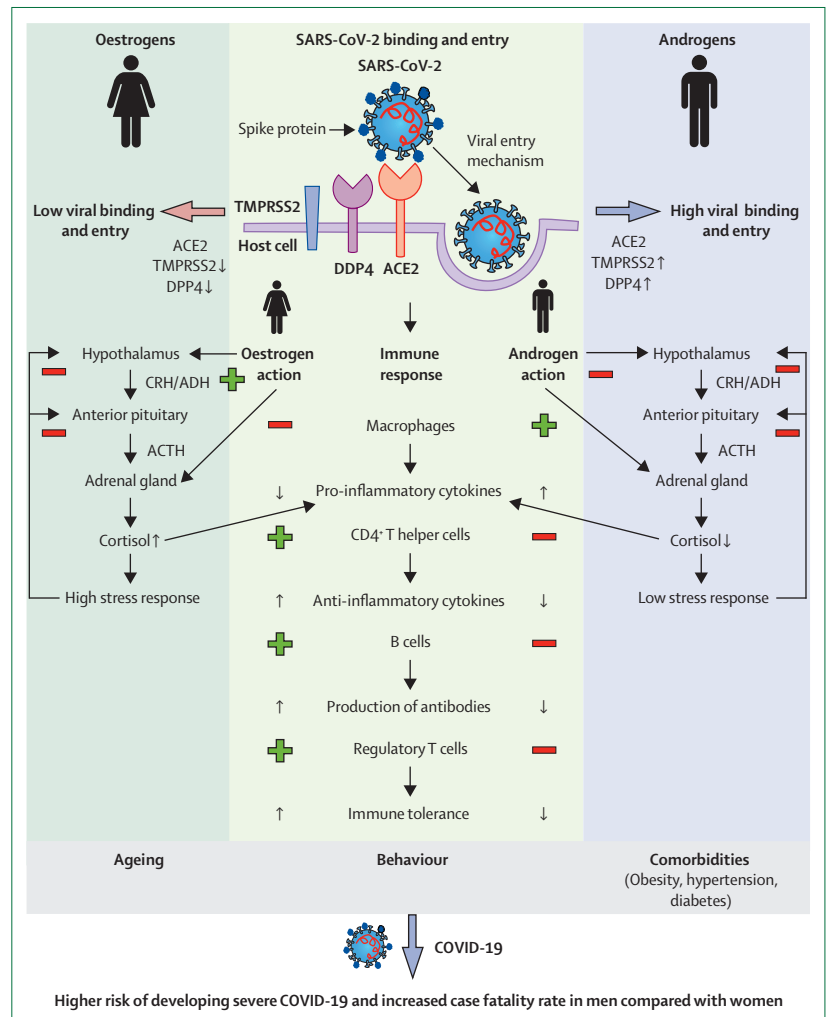 Oestrogens
SARS-CoV-2 binding and entry
Androgens
SARS-CoV-2
Spike protein
Viral entry
mechanism
TMPRSS2
Low viral binding
and entry
High viral binding
and entry
Host cell
DDP4
ACE2
ACE2
TMPRSS2↓
DPP4↓
ACE2
TMPRSS2↑
DPP4↑
Hypothalamus
CRH/ADH
Anterior pituitary
ACTH
Adrenal gland
Cortisol↑
High stress response
Oestrogen
action
Immune
response
Androgen
action
Macrophages
↓ Pro-inflammatory cytokines ↑
CD4⁺ T helper cells
↑ Anti-inflammatory cytokines ↓
B cells
↑ Production of antibodies ↓
Regulatory T cells
↑ Immune tolerance ↓
Hypothalamus
CRH/ADH
Anterior pituitary
ACTH
Adrenal gland
Cortisol↓
Low stress response
Ageing
Behaviour
Comorbidities
(Obesity, hypertension,
diabetes)
COVID-19
Higher risk of developing severe COVID-19 and increased case fatality rate in men compared with women